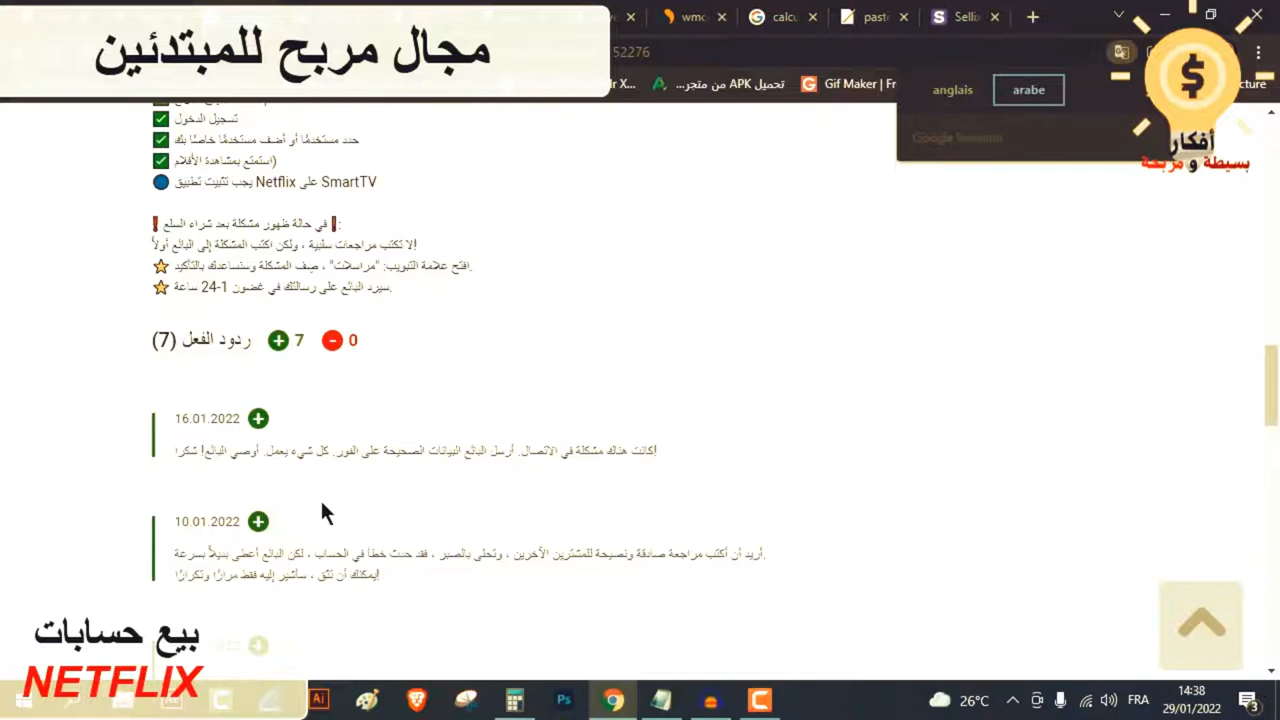 مجال مربح للمبتدئين
wmc
calcu
paste
Sellix
52276
r X...
تحميل APK من متجر...
Gif Maker | Fr
cture
anglais
arabe
Google
أفكار
بسيطة و مربحة
تسجيل الدخول
حدد مستخدمًا أو أضف مستخدمًا خاصًا بك
استمتع بمشاهدة الأفلام)
يجب تثبيت تطبيق Netflix على SmartTV
❗ في حالة ظهور مشكلة بعد شراء السلع ❗:
لا تكتب مراجعات سلبية ، ولكن اكتب المشكلة إلى البائع أولاً!
افتح علامة التبويب: "مراسلات" ، صِف المشكلة وسنساعدك بالتأكيد.
سيرد البائع على رسالتك في غضون 1-24 ساعة.
ردود الفعل (7) 7 0
16.01.2022
كانت هناك مشكلة في الاتصال. أرسل البائع البيانات الصحيحة على الفور. كل شيء يعمل. أوصي البائع! شكرا!
10.01.2022
أريد أن أكتب مراجعة صادقة ونصيحة للمشترين الآخرين ، وتحلى بالصبر ، فقد حدث خطأ في الحساب ، لكن البائع أعطى بديلاً بسرعة.
يمكنك أن تثق ، سأشير إليه فقط مرارًا وتكرارًا!
بيع حسابات
NETFLIX
Ai
Ps
26°C
FRA
14:38
29/01/2022
3